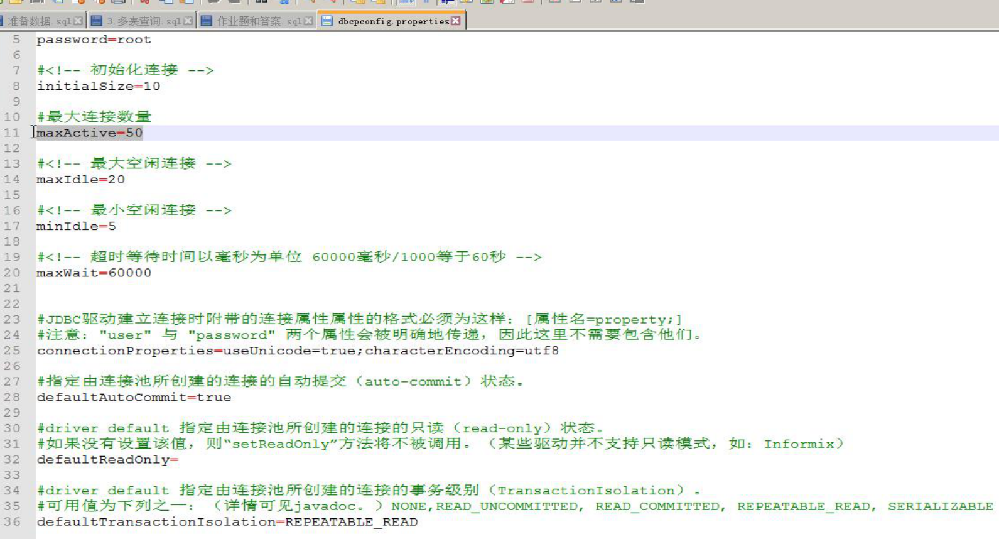 准备数据.sql
3.多表查询.sql
作业题和答案.sql
dbcpconfig.properties
5 password=root
6
7 #<!-- 初始化连接 -->
8 initialSize=10
9
10 #最大连接数量
11 maxActive=50
12
13 #<!-- 最大空闲连接 -->
14 maxIdle=20
15
16 #<!-- 最小空闲连接 -->
17 minIdle=5
18
19 #<!-- 超时等待时间以毫秒为单位 60000毫秒/1000等于60秒 -->
20 maxWait=60000
21
22
23 #JDBC驱动建立连接时附带的连接属性属性的格式必须为这样：[属性名=property;]
24 #注意："user" 与 "password" 两个属性会被明确地传递，因此这里不需要包含他们。
25 connectionProperties=useUnicode=true;characterEncoding=utf8
26
27 #指定由连接池所创建的连接的自动提交（auto-commit）状态。
28 defaultAutoCommit=true
29
30 #driver default 指定由连接池所创建的连接的只读（read-only）状态。
31 #如果没有设置该值，则“setReadOnly”方法将不被调用。（某些驱动并不支持只读模式，如：Informix）
32 defaultReadOnly=
33
34 #driver default 指定由连接池所创建的连接的事务级别（TransactionIsolation）。
35 #可用值为下列之一：（详情可见javadoc。）NONE,READ_UNCOMMITTED, READ_COMMITTED, REPEATABLE_READ, SERIALIZABLE
36 defaultTransactionIsolation=REPEATABLE_READ